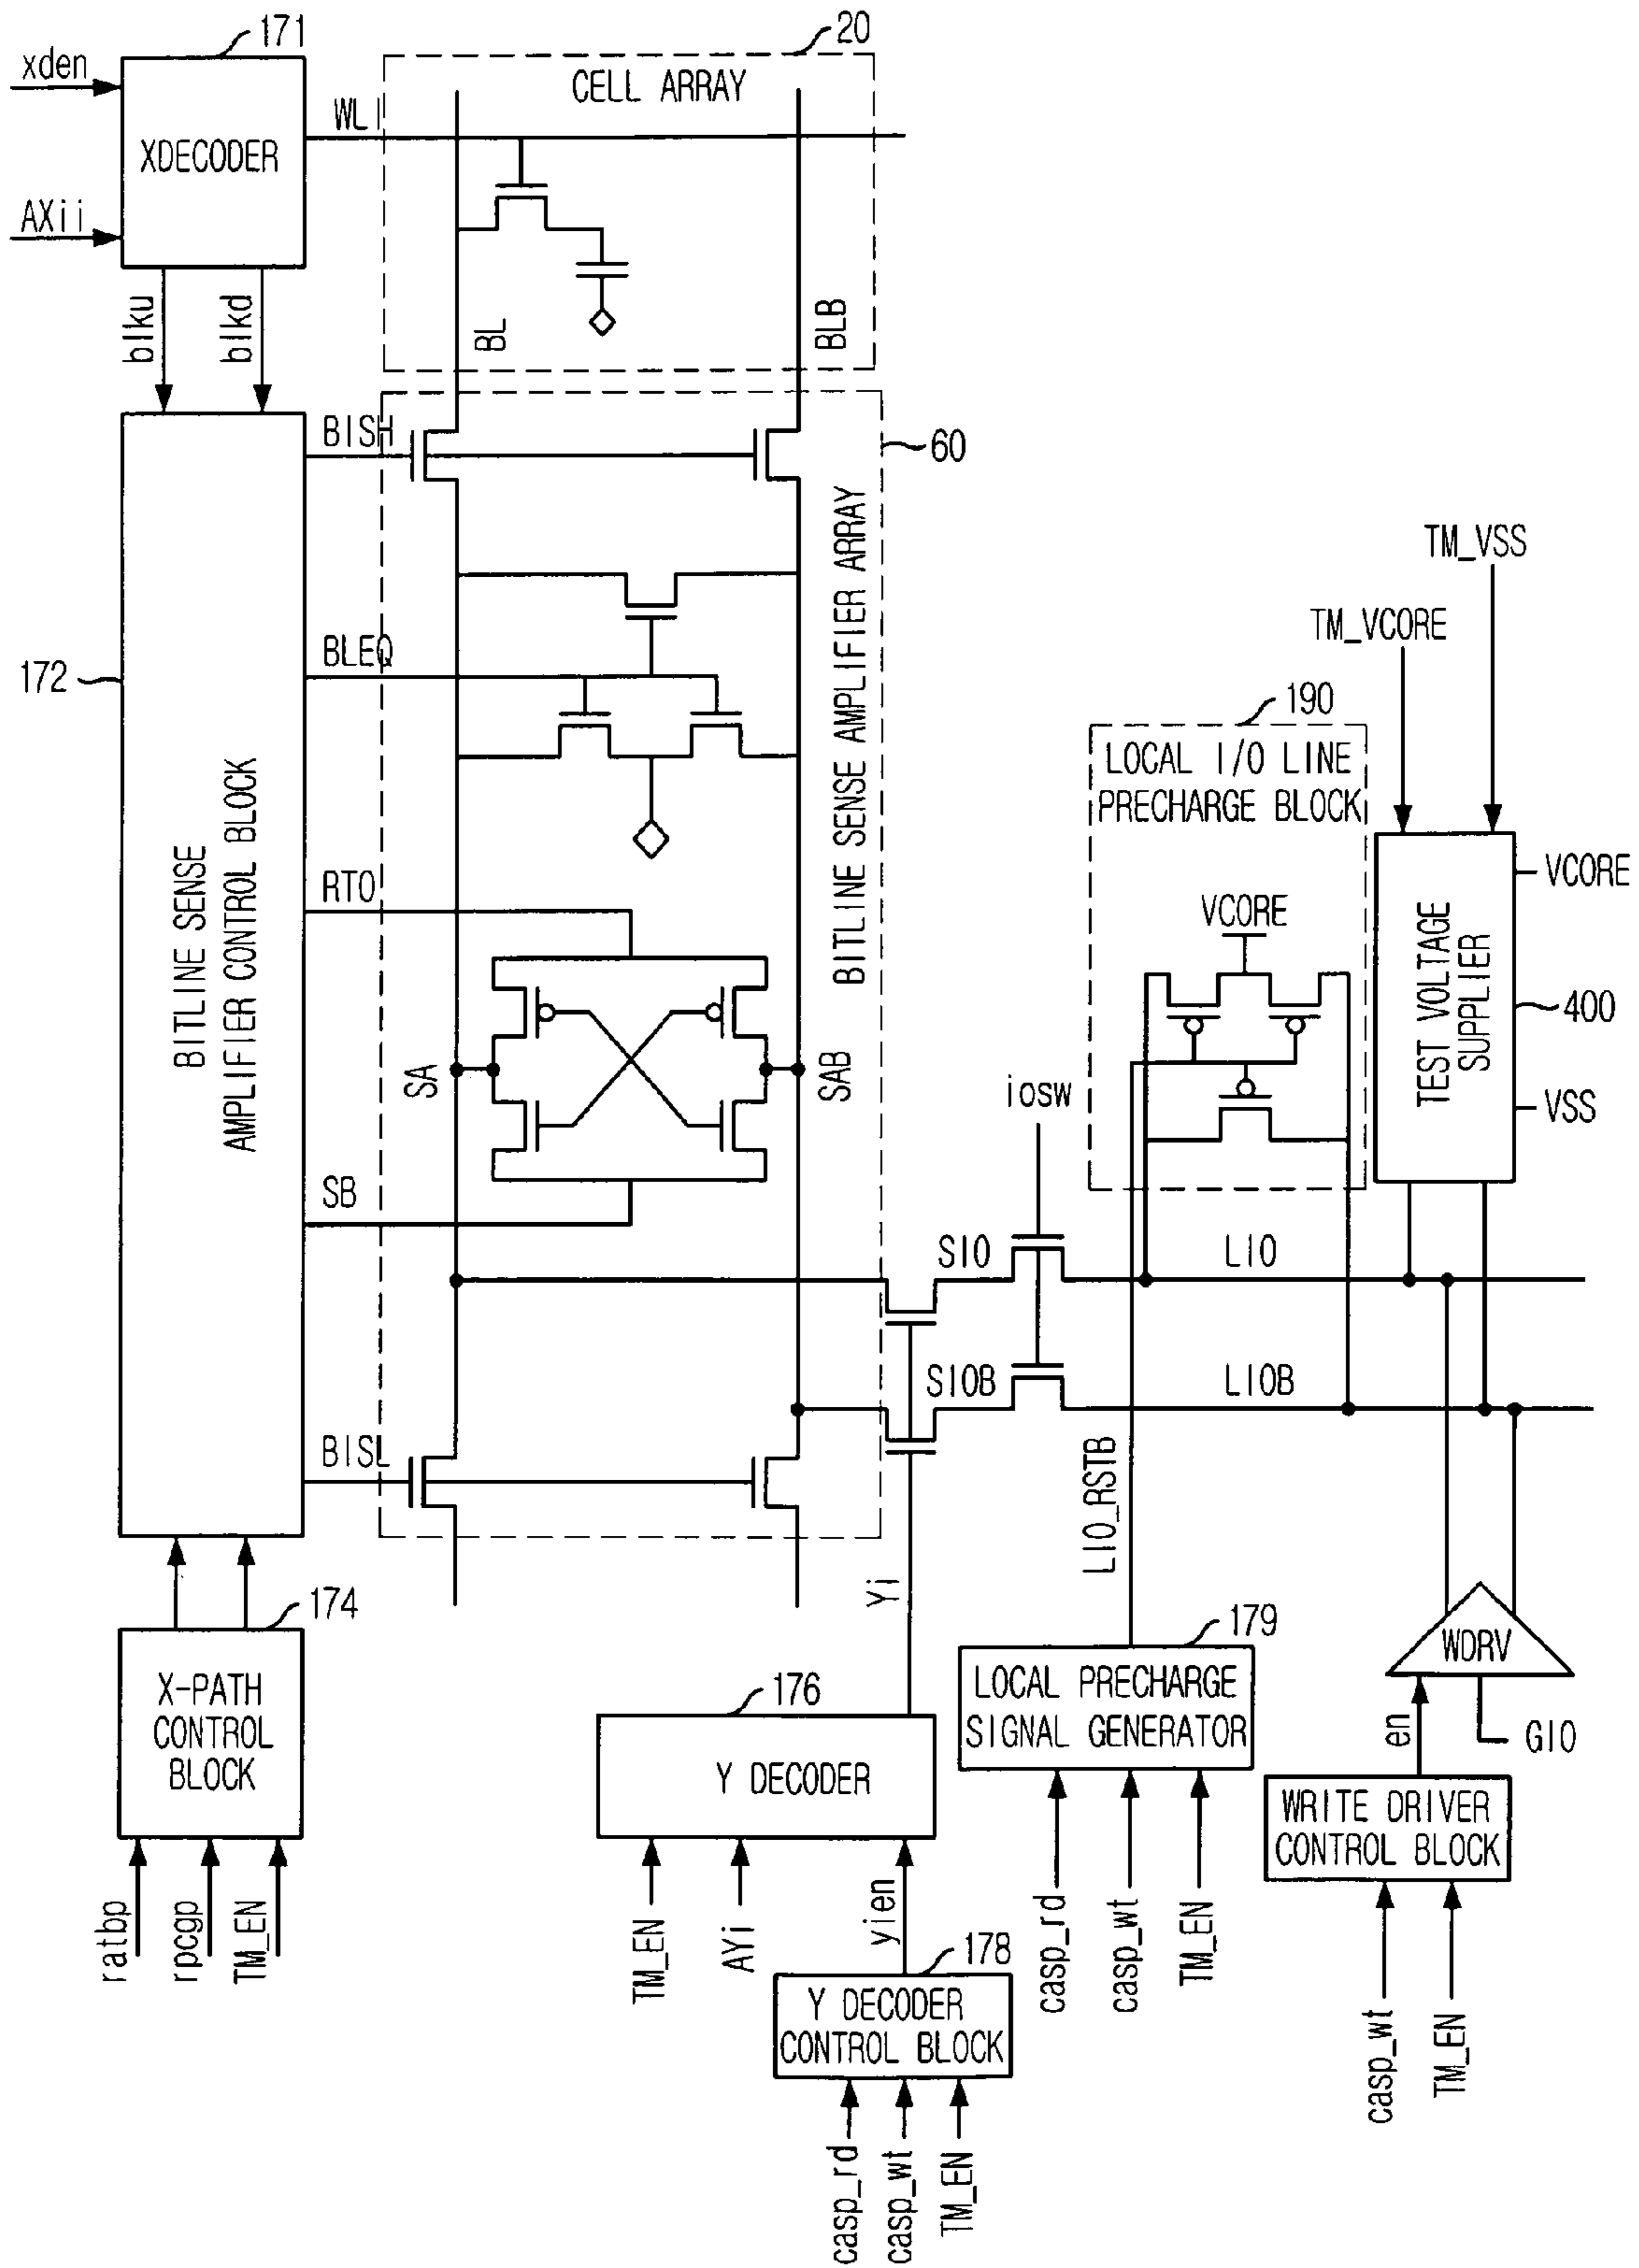 171
20
xden
CELL ARRAY
WLi
XDECODER
AXii
blku
blkd
BL
BLB
BISH
60
BITLINE SENSE AMPLIFIER ARRAY
TM_VSS
TM_VCORE
172
BLEQ
190
LOCAL I/O LINE
PRECHARGE BLOCK
BITLINE SENSE
AMPLIFIER CONTROL BLOCK
RTO
VCORE
VCORE
TEST VOLTAGE
SUPPLIER
400
SA
SAB
iosw
VSS
SB
SIO
LIO
SIOB
LIOB
BISL
LIO_RSTB
Yi
174
179
WDRV
X-PATH
CONTROL
BLOCK
176
LOCAL PRECHARGE
SIGNAL GENERATOR
en
GIO
Y DECODER
WRITE DRIVER
CONTROL BLOCK
ratbp
rpcgp
TM_EN
TM_EN
AYi
yien
178
casp_rd
casp_wt
TM_EN
Y DECODER
CONTROL BLOCK
casp_wt
TM_EN
casp_rd
casp_wt
TM_EN